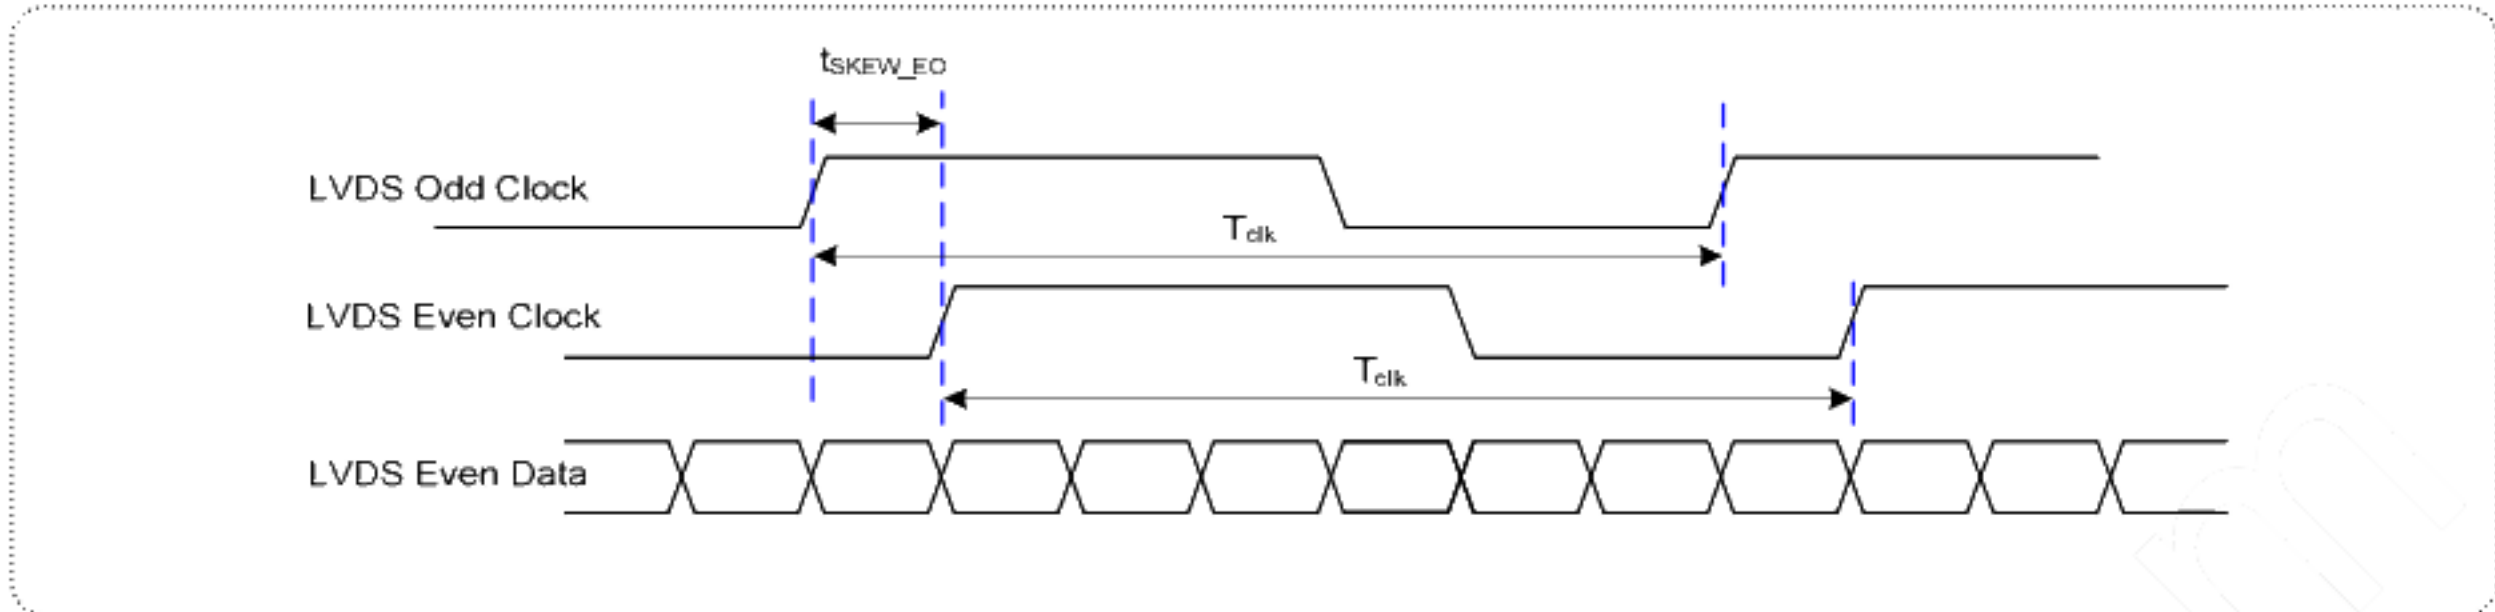 tSKEW_EO
LVDS Odd Clock
Tclk
LVDS Even Clock
Tclk
LVDS Even Data